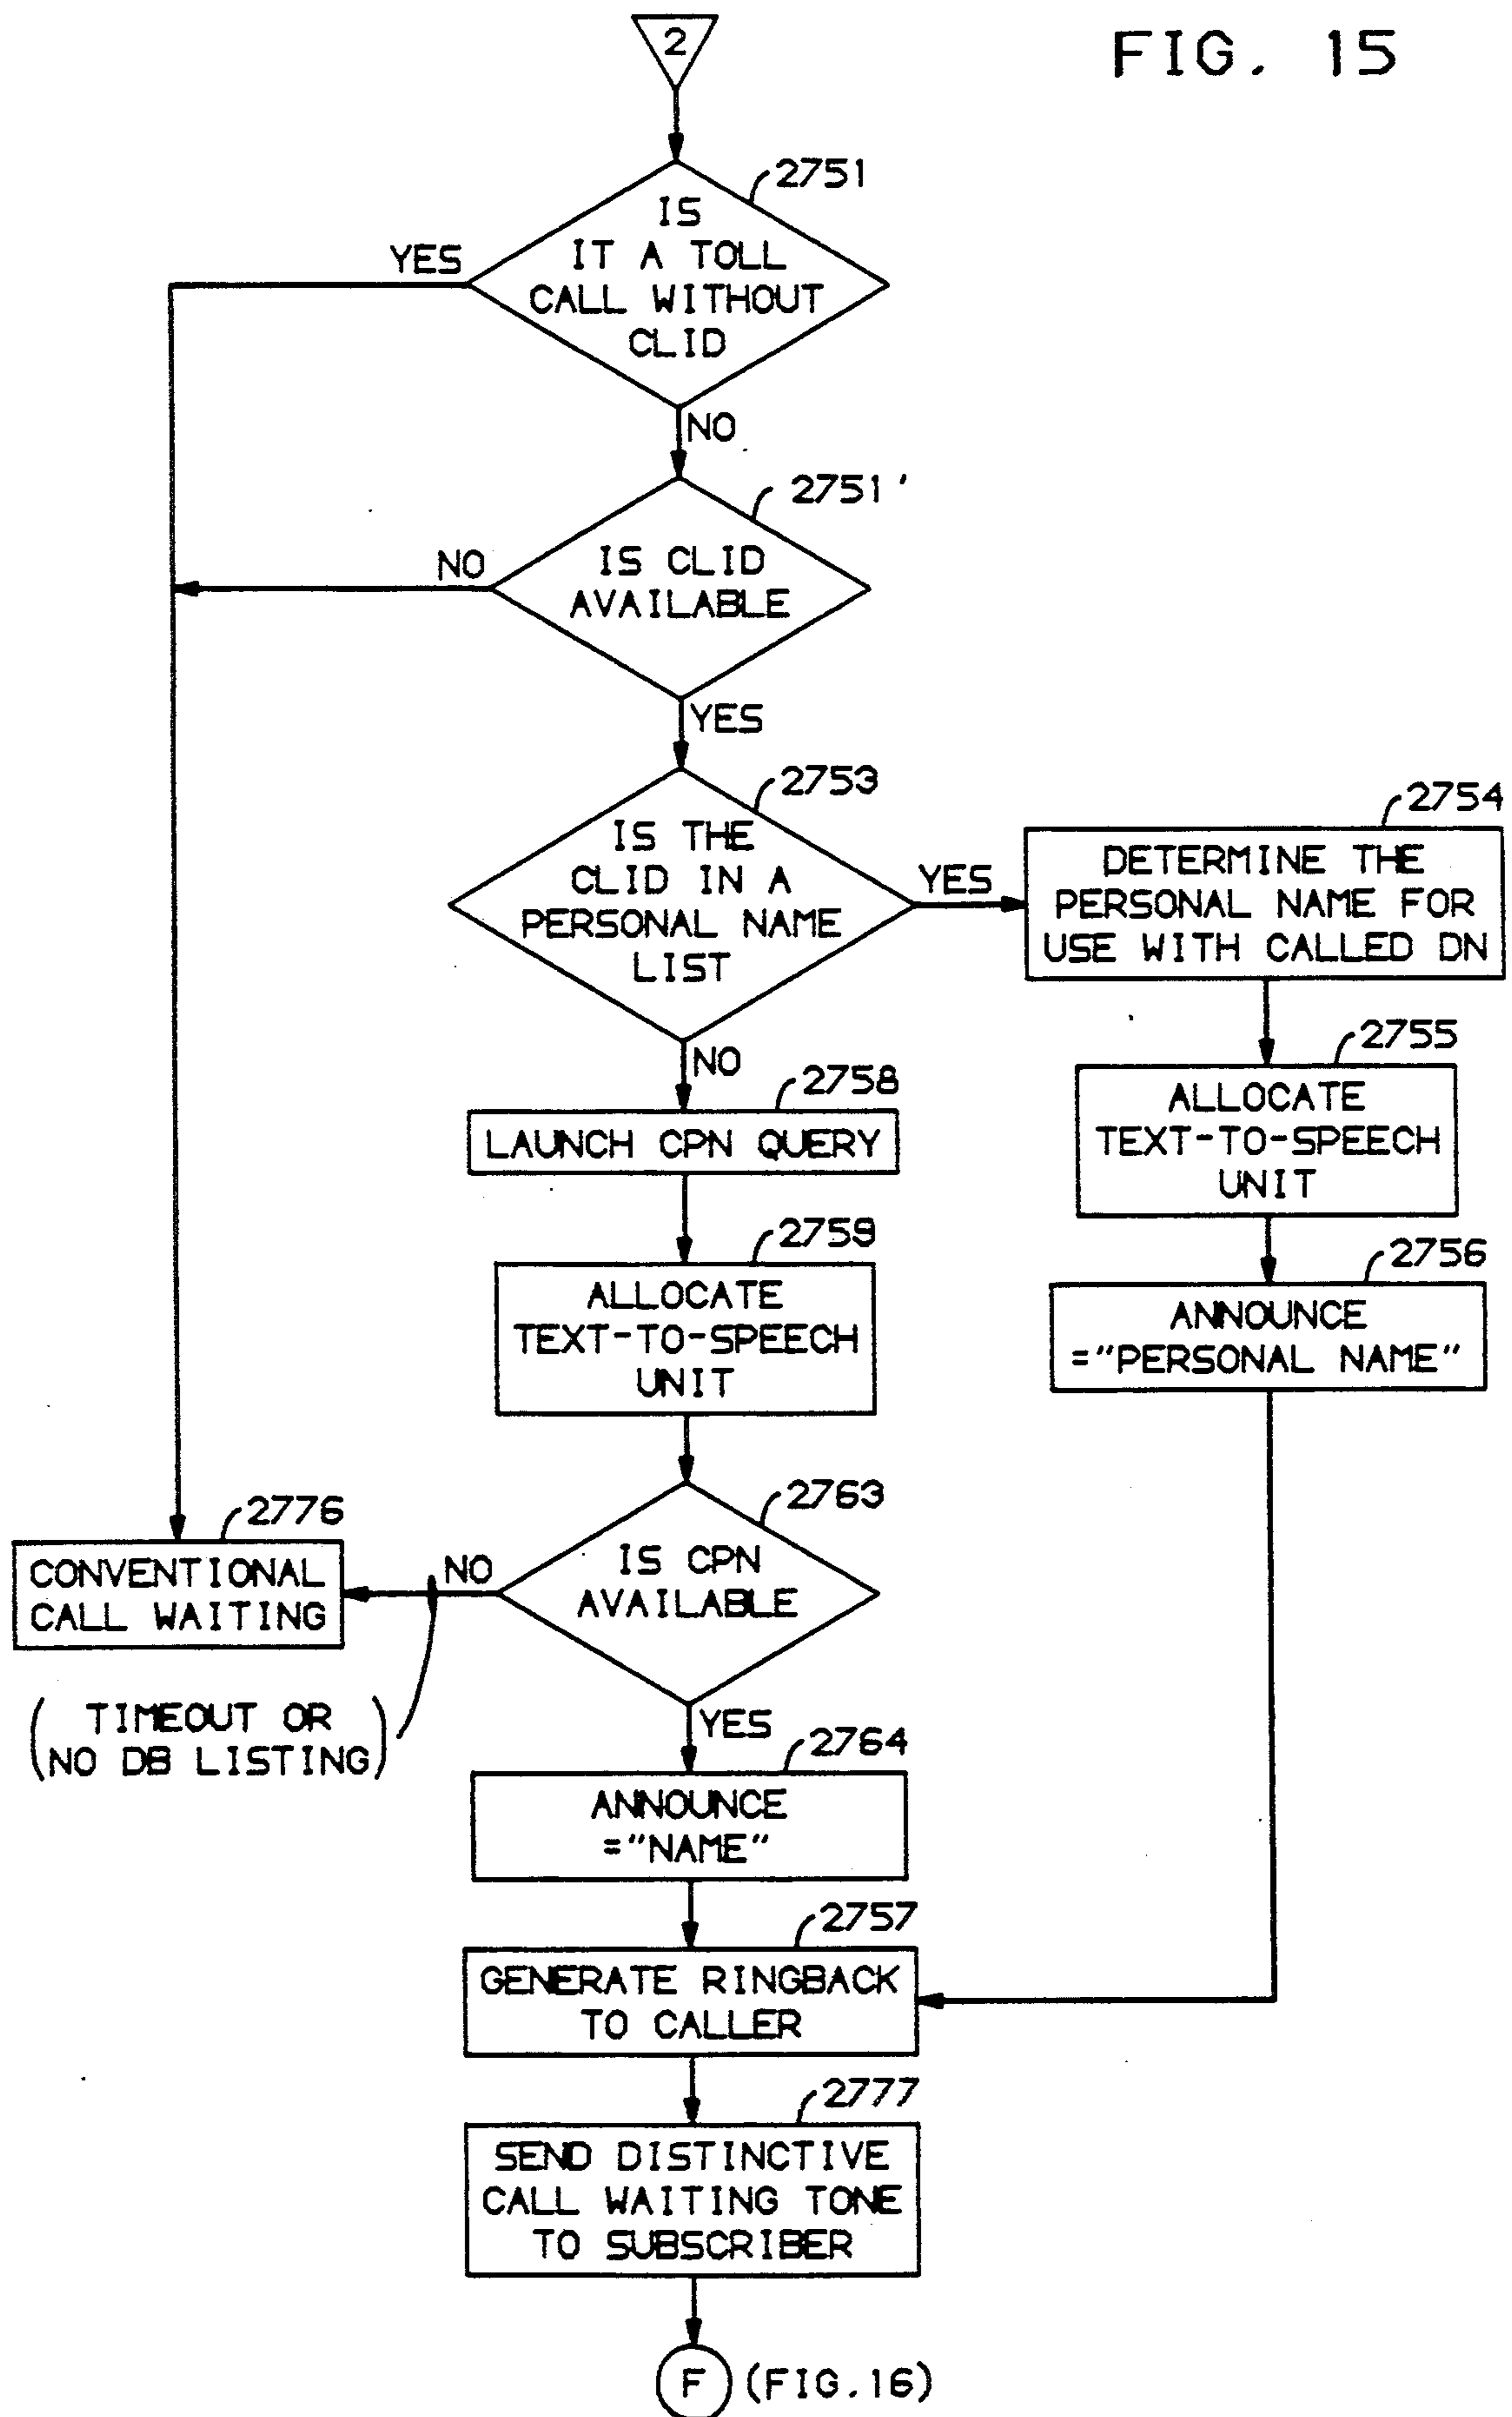 FIG. 15
2
2751
IS
IT A TOLL
CALL WITHOUT
CLID
YES
NO
2751'
IS CLID
AVAILABLE
NO
YES
2753
IS THE
CLID IN A
PERSONAL NAME
LIST
YES
NO
2754
DETERMINE THE
PERSONAL NAME FOR
USE WITH CALLED DN
2755
ALLOCATE
TEXT-TO-SPEECH
UNIT
2756
ANNOUNCE
="PERSONAL NAME"
2758
LAUNCH CPN QUERY
2759
ALLOCATE
TEXT-TO-SPEECH
UNIT
2763
IS CPN
AVAILABLE
NO
YES
2776
CONVENTIONAL
CALL WAITING
(TIMEOUT OR
NO DB LISTING)
2764
ANNOUNCE
="NAME"
2757
GENERATE RINGBACK
TO CALLER
2777
SEND DISTINCTIVE
CALL WAITING TONE
TO SUBSCRIBER
F (FIG.16)